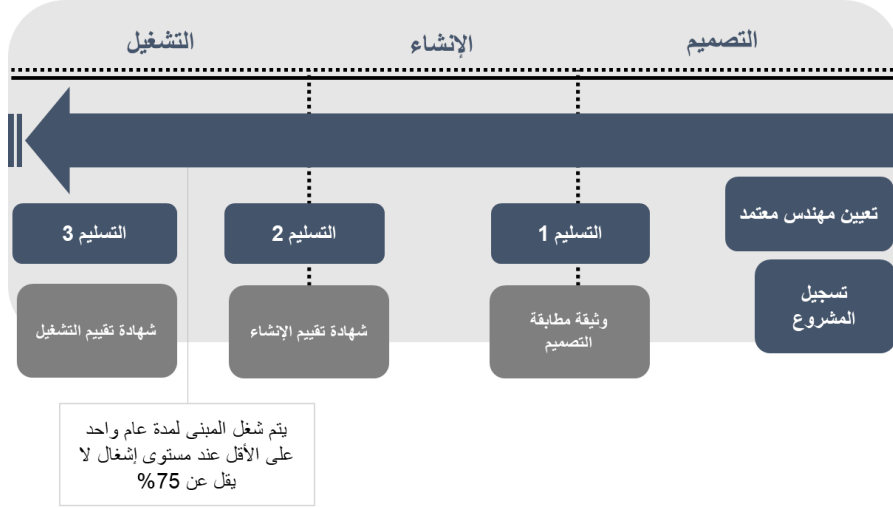 التصميم
الإنشاء
التشغيل
تعيين مهندس معتمد
تسجيل
المشروع
التسليم 1
التسليم 2
التسليم 3
وثيقة مطابقة
التصميم
شهادة تقييم الإنشاء
شهادة تقييم التشغيل
يتم شغل المبنى لمدة عام واحد
على الأقل عند مستوى إشغال لا
يقل عن 75%